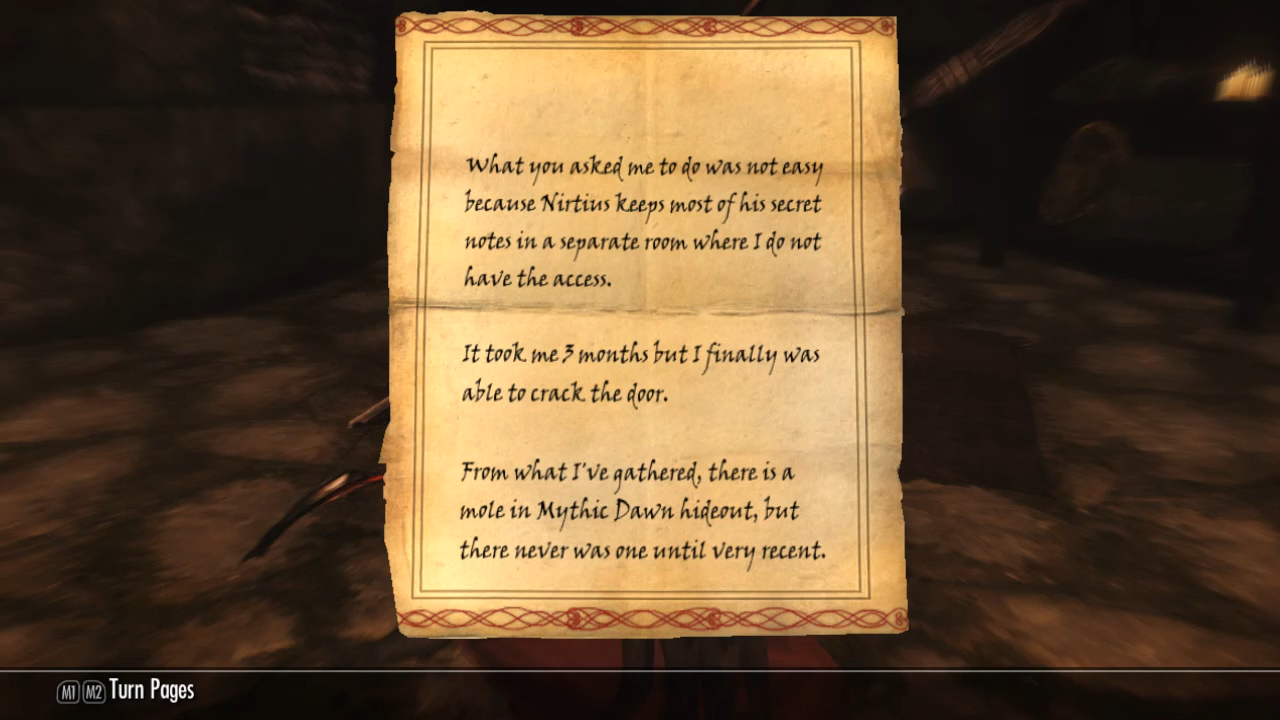 What you asked me to do was not easy
because Nirtius keeps most of his secret
notes in a separate room where I do not
have the access.
It took me 3 months but I finally was
able to crack the door.
From what I've gathered, there is a
mole in Mythic Dawn hideout, but
there never was one until very recent.
M1 M2 Turn Pages